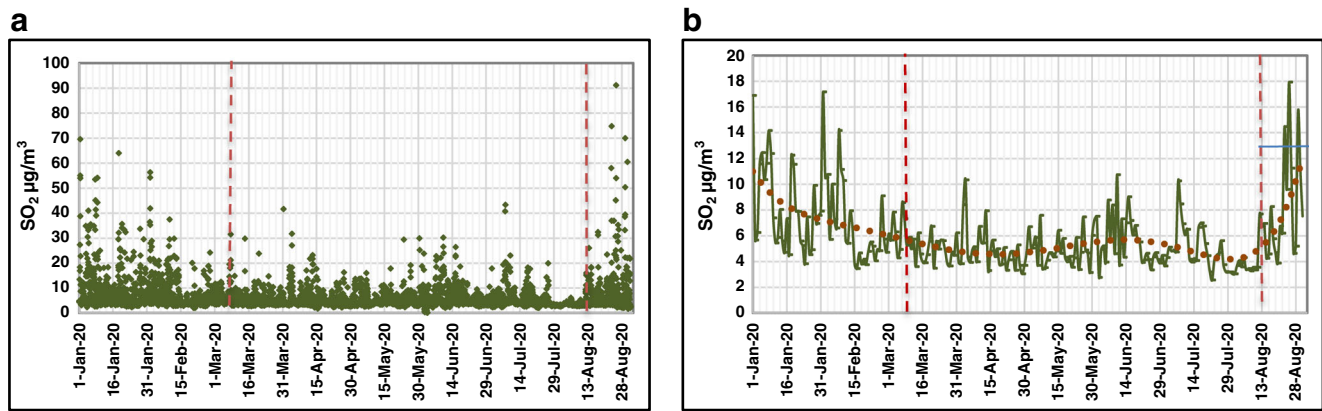 a
b
100
90
80
70
60
50
40
30
20
10
0
SO₂ µg/m³
1-Jan-20
16-Jan-20
31-Jan-20
15-Feb-20
1-Mar-20
16-Mar-20
31-Mar-20
15-Apr-20
30-Apr-20
15-May-20
30-May-20
14-Jun-20
29-Jun-20
14-Jul-20
29-Jul-20
13-Aug-20
28-Aug-20
20
18
16
14
12
10
8
6
4
2
0
SO₂ µg/m³
1-Jan-20
16-Jan-20
31-Jan-20
15-Feb-20
1-Mar-20
16-Mar-20
31-Mar-20
15-Apr-20
30-Apr-20
15-May-20
30-May-20
14-Jun-20
29-Jun-20
14-Jul-20
29-Jul-20
13-Aug-20
28-Aug-20